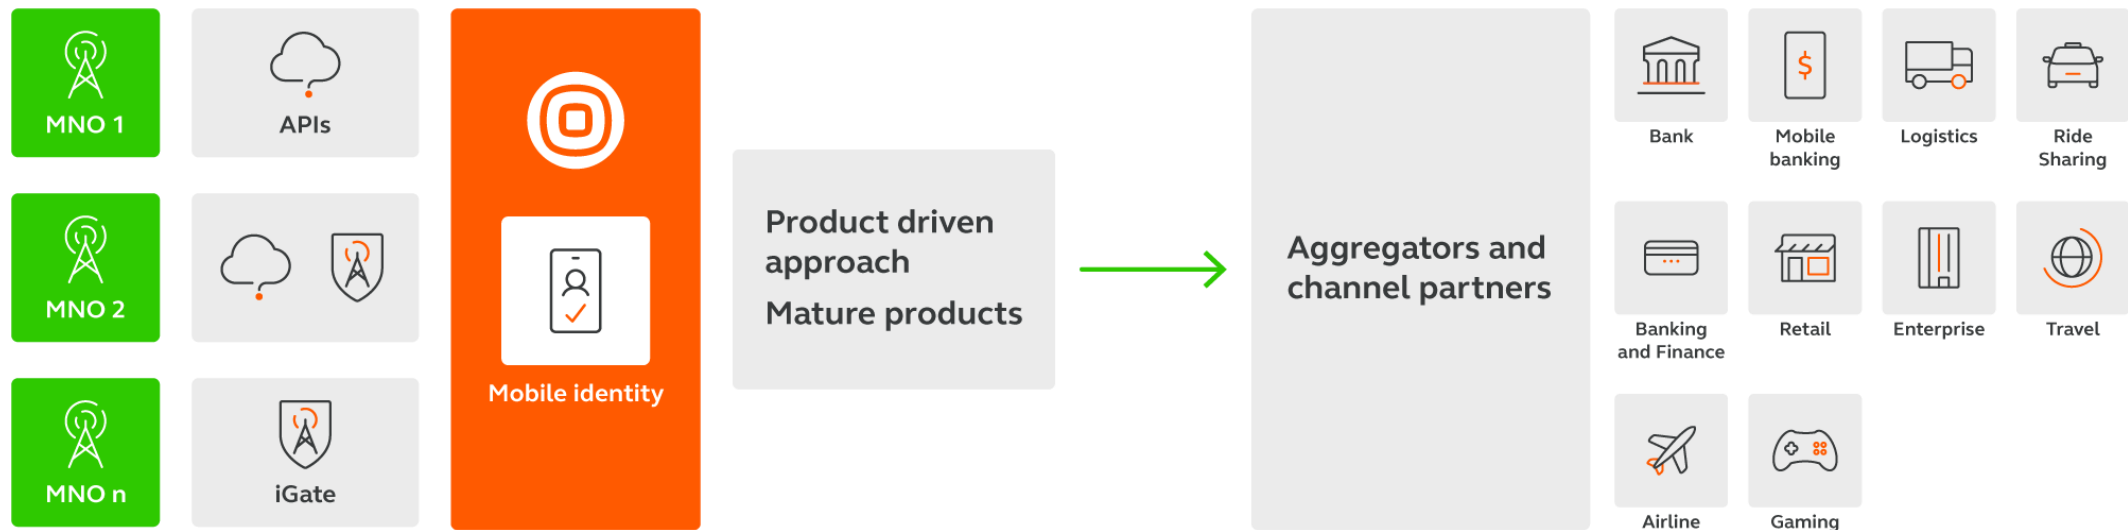 MNO 1
APIs
MNO 2
MNO n
iGate
Mobile identity
Product driven
approach
Mature products
Aggregators and
channel partners
$
Bank
Mobile
banking
Logistics
Ride
Sharing
Banking
and Finance
Retail
Enterprise
Travel
Airline
Gaming